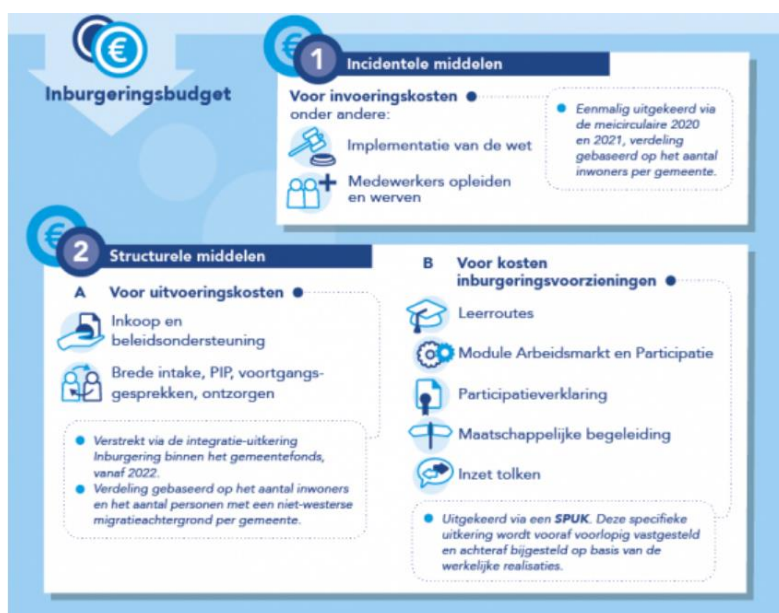 €
Inburgeringsbudget
€
1 Incidentele middelen
Voor invoeringskosten
onder andere:
Implementatie van de wet
Medewerkers opleiden
en werven
Eenmalig uitgekeerd via
de meicirculaire 2020
en 2021, verdeling
gebaseerd op het aantal
inwoners per gemeente.
€
2 Structurele middelen
A Voor uitvoeringskosten
Inkoop en
beleidsondersteuning
Brede intake, PIP, voortgangs-
gesprekken, ontzorgen
Verstrekt via de integratie-uitkering
Inburgering binnen het gemeentefonds,
vanaf 2022.
Verdeling gebaseerd op het aantal inwoners
en het aantal personen met een niet-westerse
migratieachtergrond per gemeente.
B Voor kosten
inburgeringsvoorzieningen
Leerroutes
Module Arbeidsmarkt en Participatie
Participatieverklaring
Maatschappelijke begeleiding
Inzet tolken
Uitgekeerd via een SPUK. Deze specifieke
uitkering wordt vooraf voorlopig vastgesteld
en achteraf bijgesteld op basis van de
werkelijke realisaties.